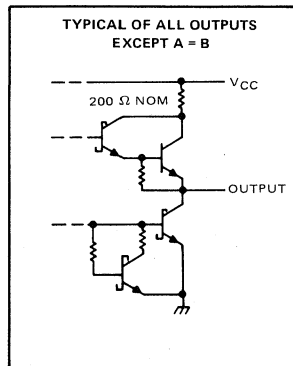 TYPICAL OF ALL OUTPUTS
EXCEPT A = B
VCC
200 Ω NOM
OUTPUT